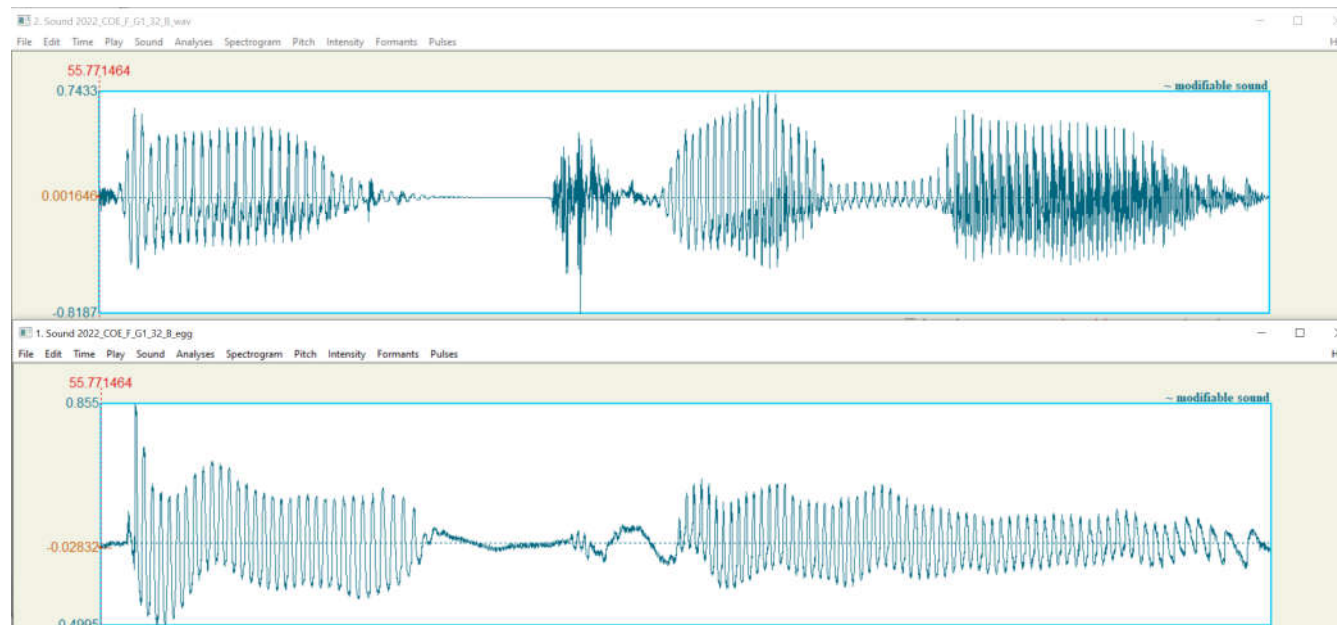 2. Sound 2022_COE_F_G1_32_B_wav
File Edit Time Play Sound Analyses Spectrogram Pitch Intensity Formants Pulses H
55.771464
0.7433
~ modifiable sound
0.001646
-0.8187
1. Sound 2022_COE_F_G1_32_B_egg
File Edit Time Play Sound Analyses Spectrogram Pitch Intensity Formants Pulses H
55.771464
0.855
~ modifiable sound
-0.02832